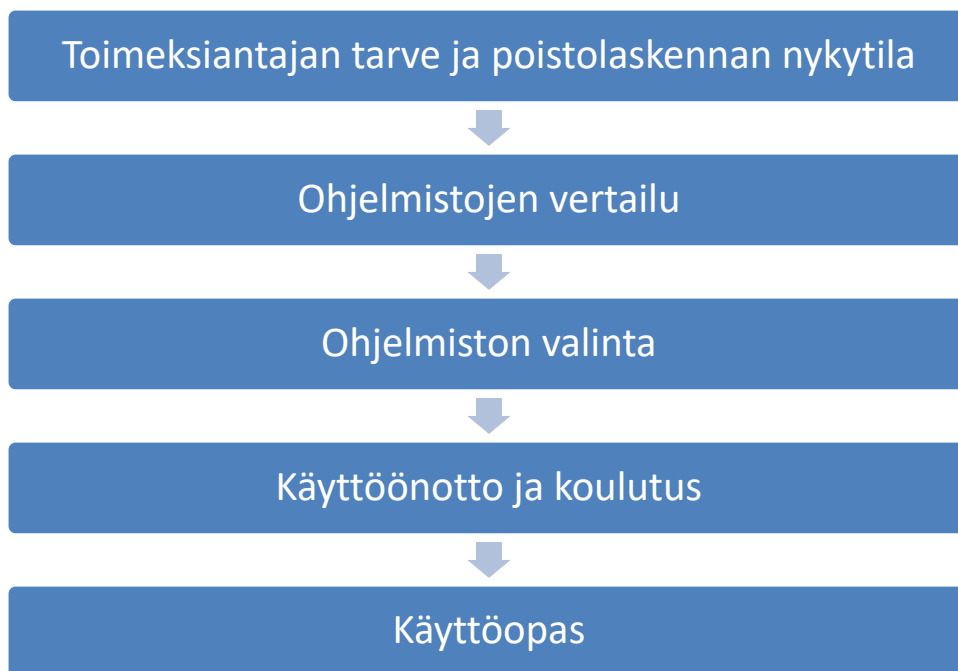 Toimeksiantajan tarve ja poistolaskennan nykytila
Ohjelmistojen vertailu
Ohjelmiston valinta
Käyttöönotto ja koulutus
Käyttöopas